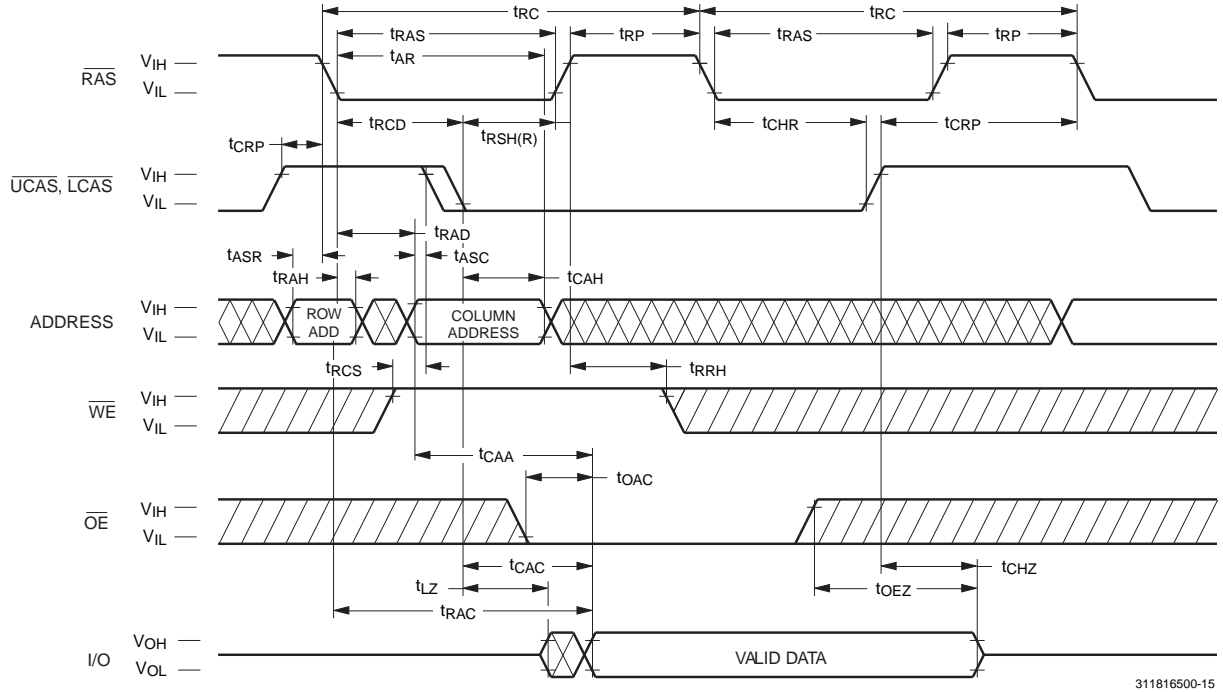 tRC tRC
tRAS tRP tRAS tRP
tAR
RAS VIH
VIL
tRCD tRSH(R) tCHR tCRP
tCRP
UCAS, LCAS VIH
VIL
tRAD
tASR tASC
tRAH tCAH
ADDRESS VIH
VIL
ROW
ADD
COLUMN
ADDRESS
tRCS tRRH
WE VIH
VIL
tCAA
tOAC
OE VIH
VIL
tCAC tCHZ
tLZ tOEZ
tRAC
I/O VOH
VOL
VALID DATA
311816500-15